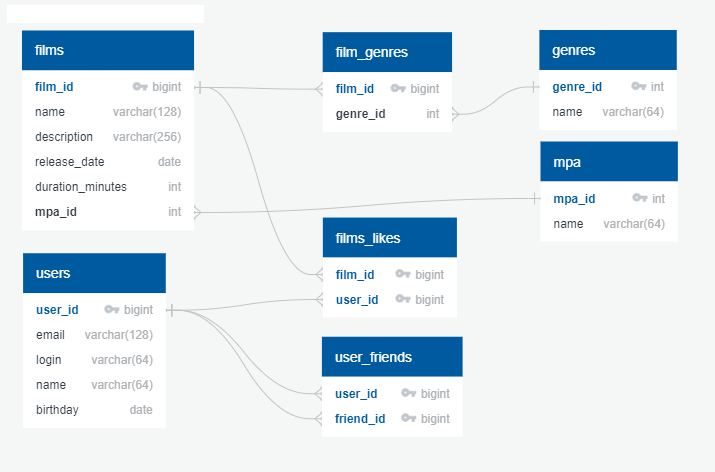 films
film_id bigint
name varchar(128)
description varchar(256)
release_date date
duration_minutes int
mpa_id int
film_genres
film_id bigint
genre_id int
genres
genre_id int
name varchar(64)
mpa
mpa_id int
name varchar(64)
films_likes
film_id bigint
user_id bigint
users
user_id bigint
email varchar(128)
login varchar(64)
name varchar(64)
birthday date
user_friends
user_id bigint
friend_id bigint